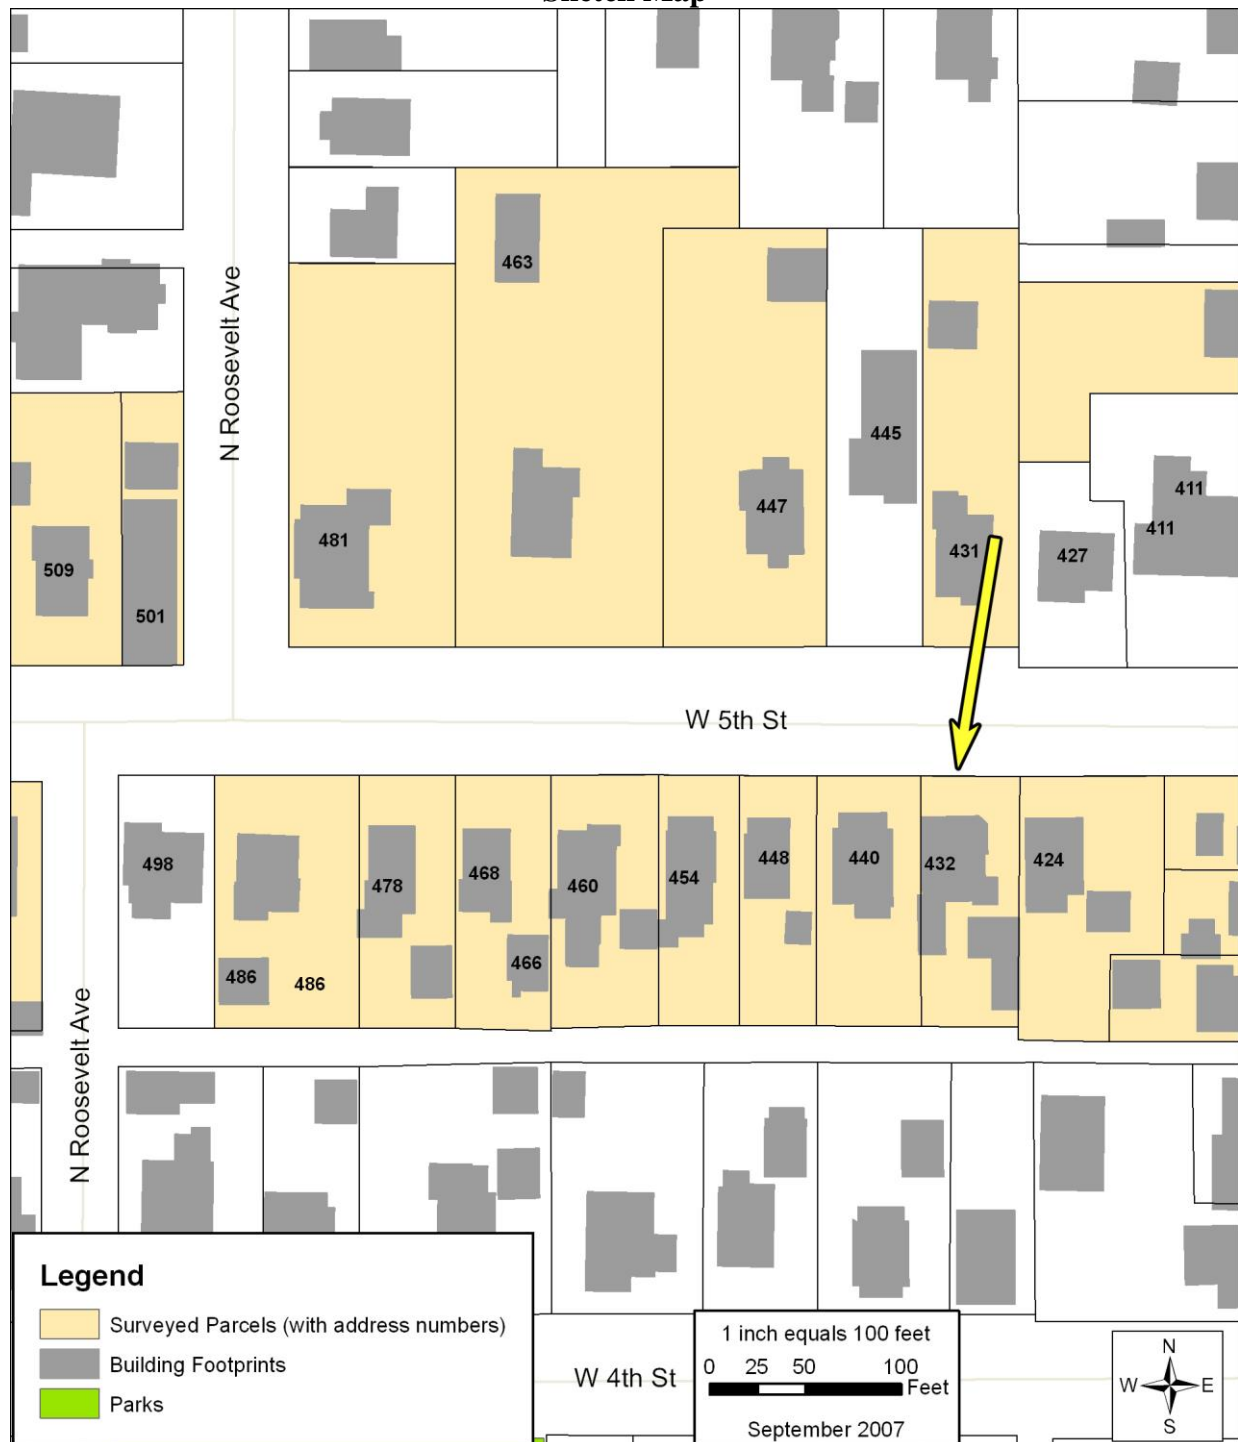 Sketch Map
463
N Roosevelt Ave
445
411
447
481
411
431
427
509
501
W 5th St
498
478
468
460
454
448
440
432
424
486
486
466
N Roosevelt Ave
Legend
Surveyed Parcels (with address numbers)
Building Footprints
Parks
W 4th St
1 inch equals 100 feet
0 25 50 100
Feet
September 2007
N
W E
S